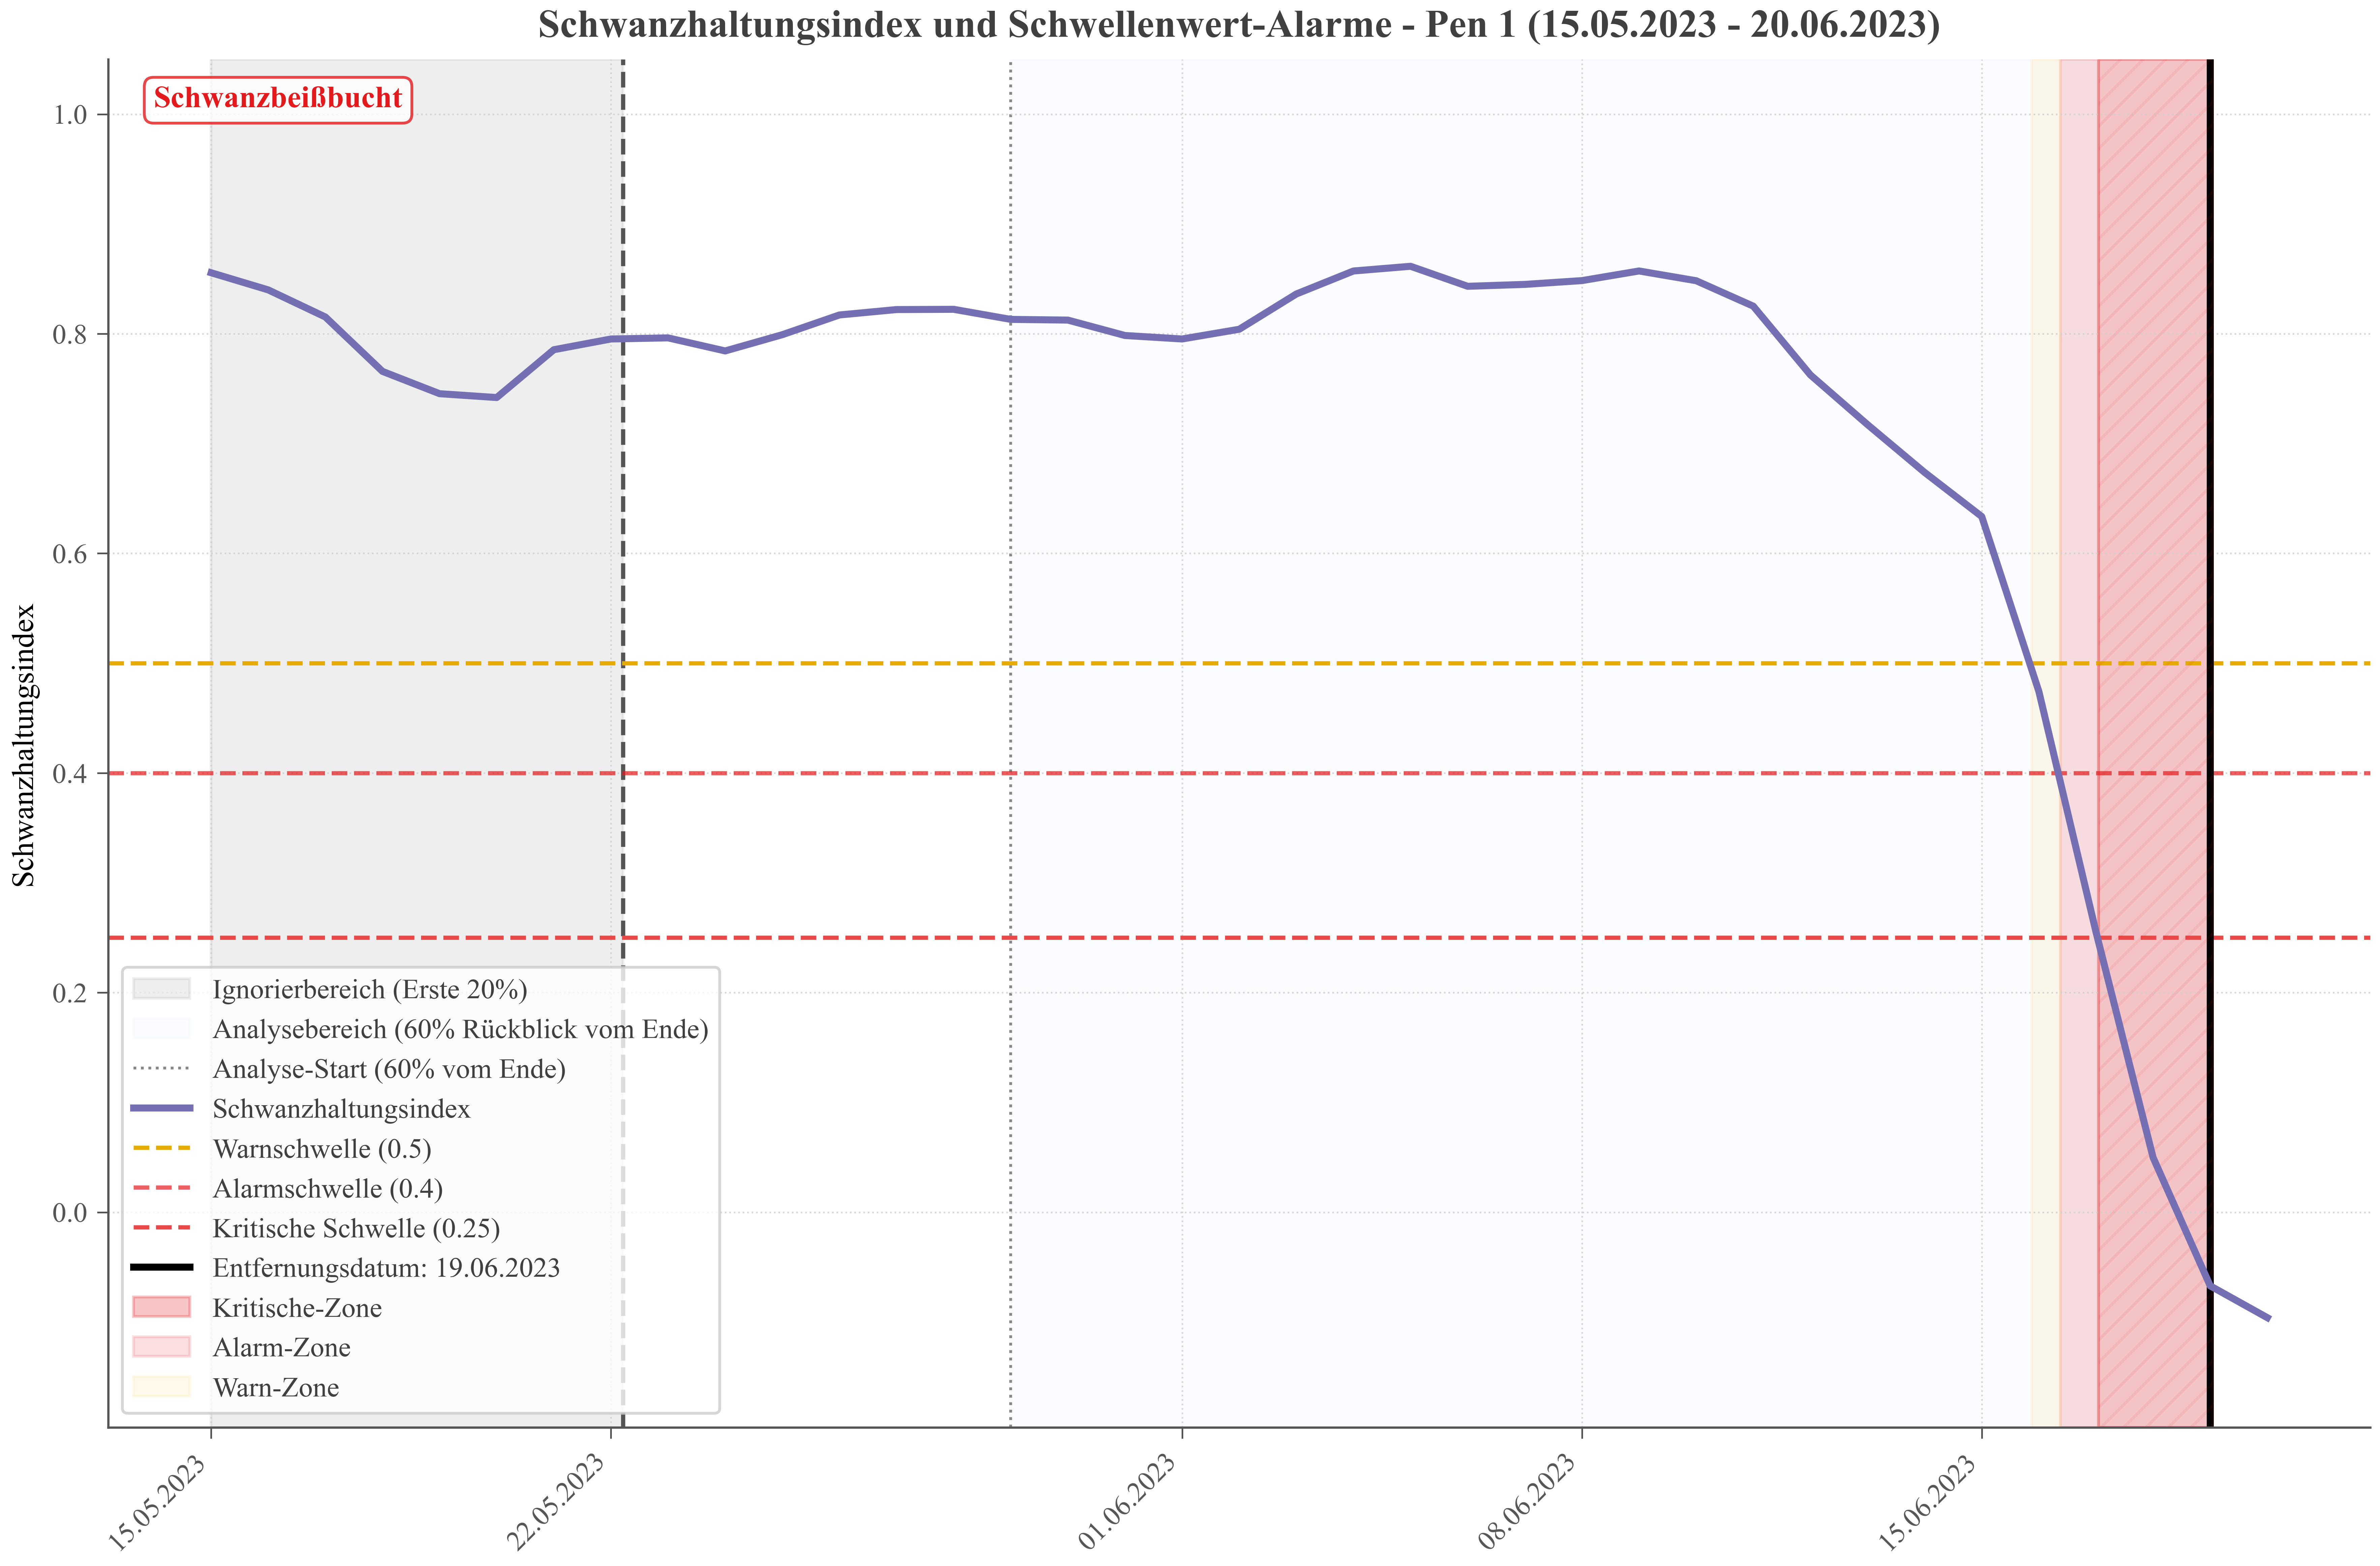 Schwanzhaltungsindex und Schwellenwert-Alarme - Pen 1 (15.05.2023 - 20.06.2023)
Schwanzbeißbucht
Schwanzhaltungsindex
1.0
0.8
0.6
0.4
0.2
0.0
Ignorierbereich (Erste 20%)
Analysebereich (60% Rückblick vom Ende)
Analyse-Start (60% vom Ende)
Schwanzhaltungsindex
Warnschwelle (0.5)
Alarmschwelle (0.4)
Kritische Schwelle (0.25)
Entfernungsdatum: 19.06.2023
Kritische-Zone
Alarm-Zone
Warn-Zone
15.05.2023
22.05.2023
01.06.2023
08.06.2023
15.06.2023